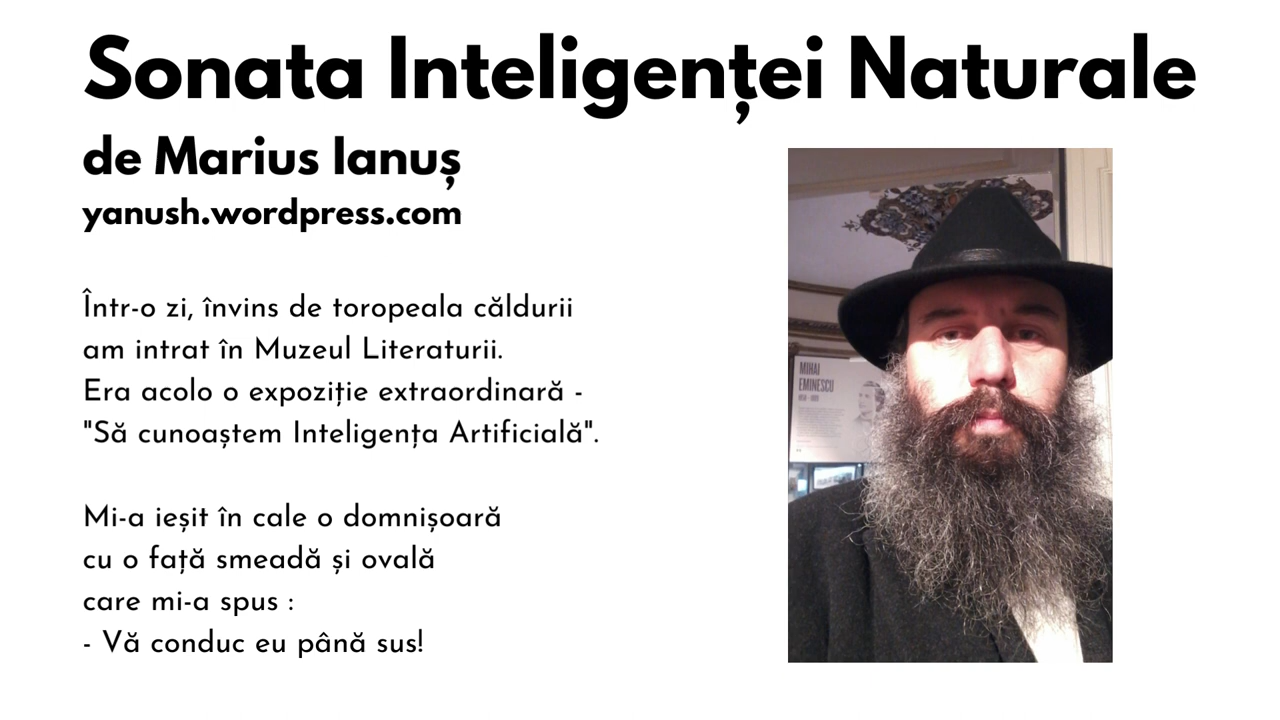 Sonata Inteligenței Naturale
de Marius Ianuș
yanush.wordpress.com
Într-o zi, învins de toropeala căldurii
am intrat în Muzeul Literaturii.
Era acolo o expoziție extraordinară -
"Să cunoaștem Inteligența Artificială".
Mi-a ieșit în cale o domnișoară
cu o față smeadă și ovală
care mi-a spus :
- Vă conduc eu până sus!
MIHAI
EMINESCU